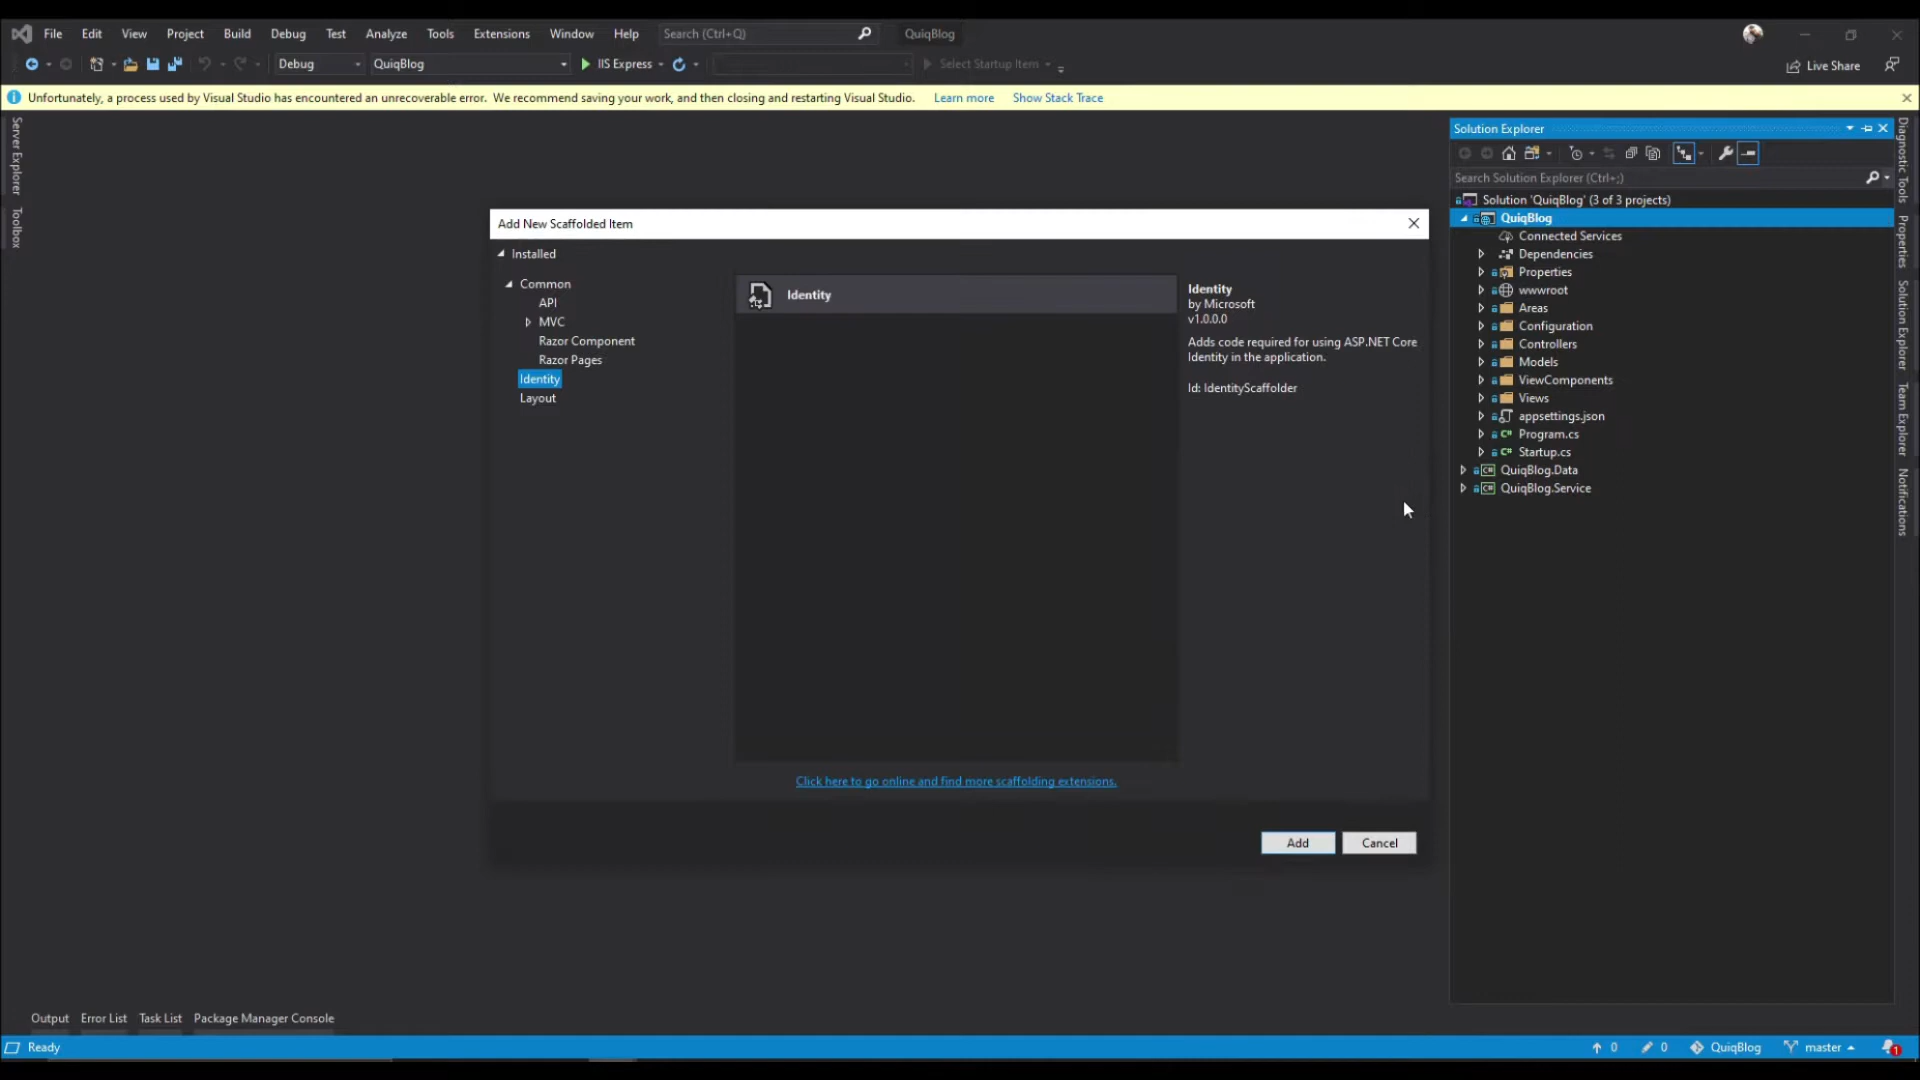 File Edit View Project Build Debug Test Analyze Tools Extensions Window Help Search (Ctrl+Q) QuiqBlog
Debug QuiqBlog IIS Express Select Startup Item Live Share
Unfortunately, a process used by Visual Studio has encountered an unrecoverable error. We recommend saving your work, and then closing and restarting Visual Studio. Learn more Show Stack Trace
Server Explorer
Toolbox
Add New Scaffolded Item
Installed
Common
API
MVC
Razor Component
Razor Pages
Identity
Layout
Identity
Identity
by Microsoft
v1.0.0.0
Adds code required for using ASP.NET Core
Identity in the application.
Id: IdentityScaffolder
Click here to go online and find more scaffolding extensions.
Add Cancel
Solution Explorer
Search Solution Explorer (Ctrl+;)
Solution 'QuiqBlog' (3 of 3 projects)
QuiqBlog
Connected Services
Dependencies
Properties
wwwroot
Areas
Configuration
Controllers
Models
ViewComponents
Views
appsettings.json
Program.cs
Startup.cs
QuiqBlog.Data
QuiqBlog.Service
Diagnostic Tools
Properties
Solution Explorer
Team Explorer
Notifications
Output Error List Task List Package Manager Console
Ready 0 0 QuiqBlog master 1